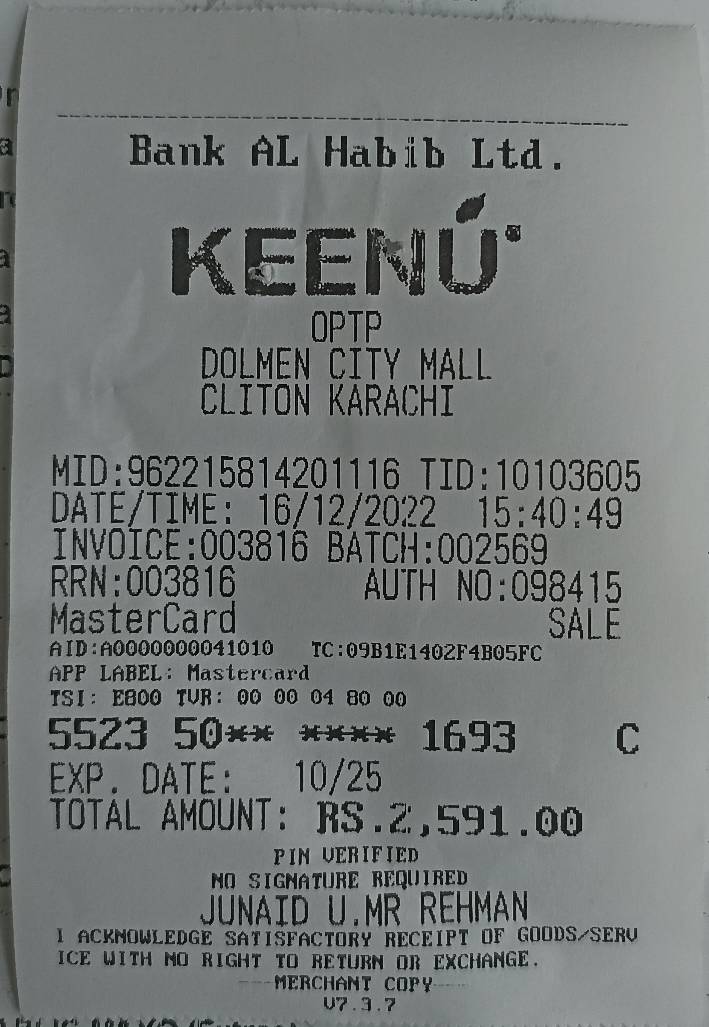 Bank AL Habib Ltd.
KEENÚ
OPTP
DOLMEN CITY MALL
CLITON KARACHI
MID:962215814201116 TID:10103605
DATE/TIME: 16/12/2022 15:40:49
INVOICE:003816 BATCH:002569
RRN:003816 AUTH NO:098415
MasterCard SALE
AID:A0000000041010 TC:09B1E1402F4B05FC
APP LABEL: Mastercard
TSI: E800 TVR: 00 00 04 80 00
5523 50** **** 1693 C
EXP. DATE: 10/25
TOTAL AMOUNT: RS.2,591.00
PIN VERIFIED
NO SIGNATURE REQUIRED
JUNAID U.MR REHMAN
I ACKNOWLEDGE SATISFACTORY RECEIPT OF GOODS/SERV
ICE WITH NO RIGHT TO RETURN OR EXCHANGE.
----MERCHANT COPY----
V7.3.7